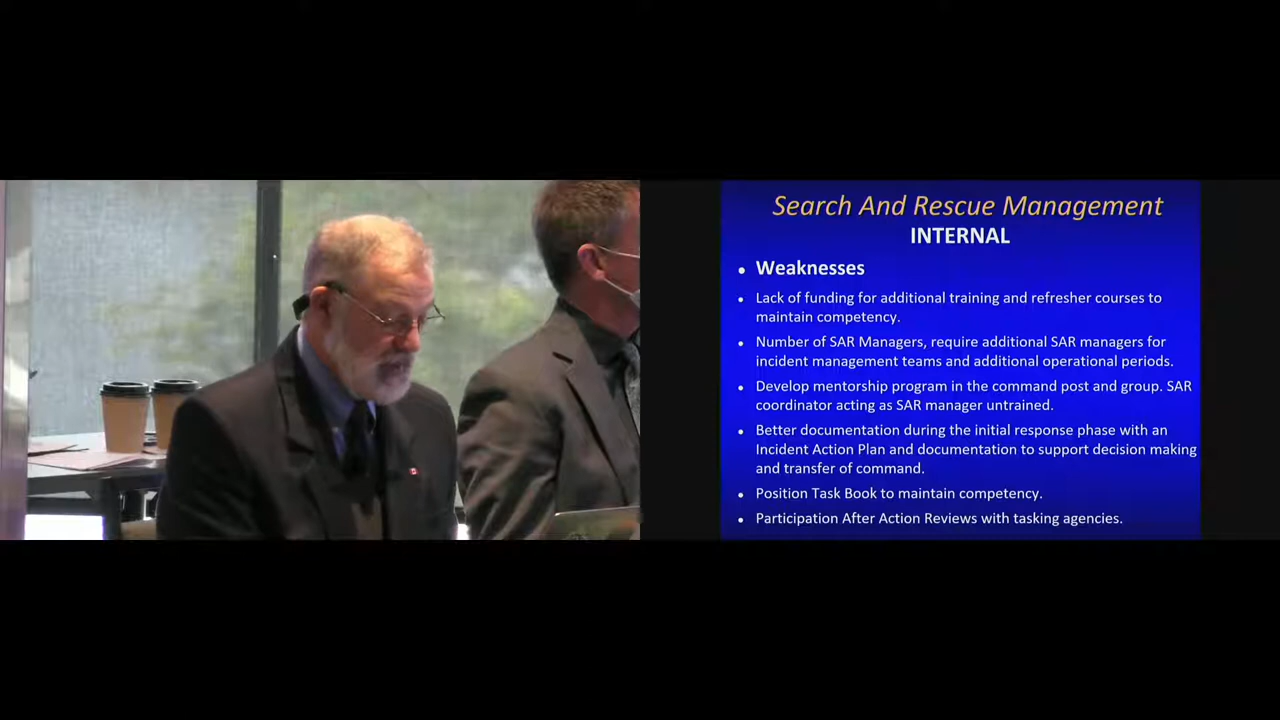 Search And Rescue Management
INTERNAL
• Weaknesses
• Lack of funding for additional training and refresher courses to
maintain competency.
• Number of SAR Managers, require additional SAR managers for
incident management teams and additional operational periods.
• Develop mentorship program in the command post and group. SAR
coordinator acting as SAR manager untrained.
• Better documentation during the initial response phase with an
Incident Action Plan and documentation to support decision making
and transfer of command.
• Position Task Book to maintain competency.
• Participation After Action Reviews with tasking agencies.